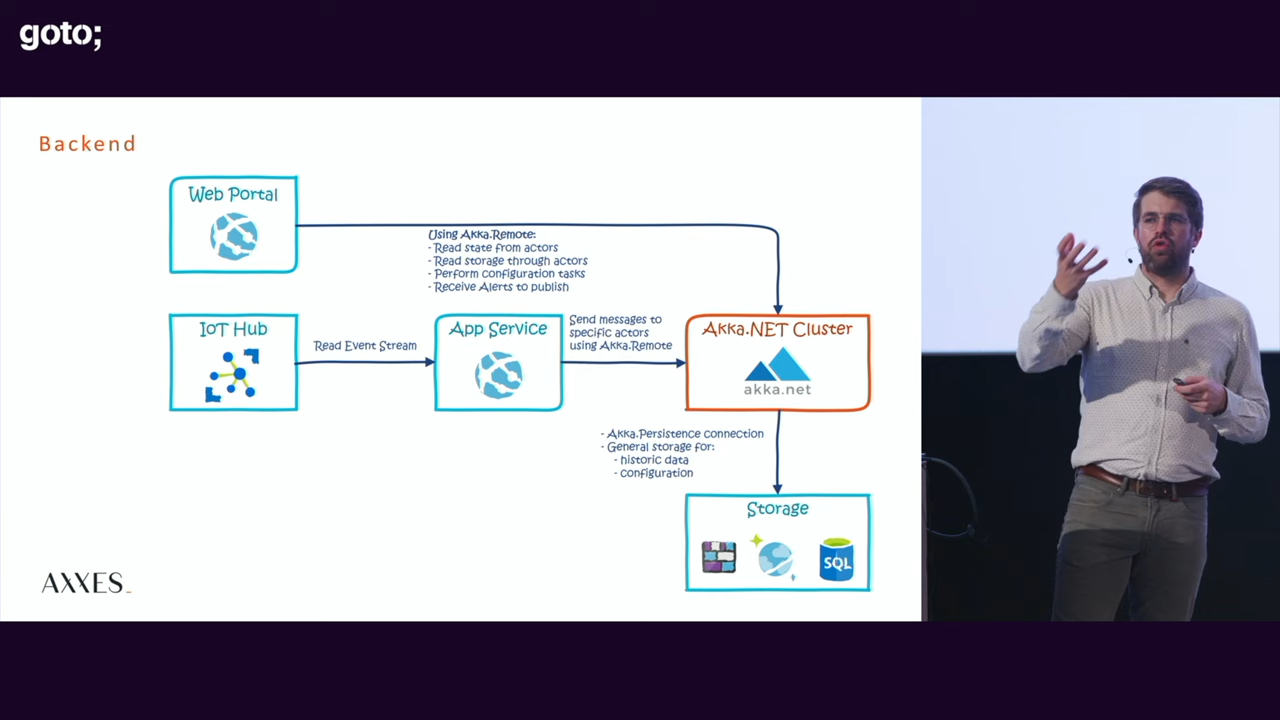 goto;
Backend
Web Portal
Using Akka.Remote:
- Read state from actors
- Read storage through actors
- Perform configuration tasks
- Receive Alerts to publish
IoT Hub
Read Event Stream
App Service
Send messages to
specific actors
using Akka.Remote
Akka.NET Cluster
akka.net
- Akka.Persistence connection
- General storage for:
- historic data
- configuration
Storage
SQL
AXXES_